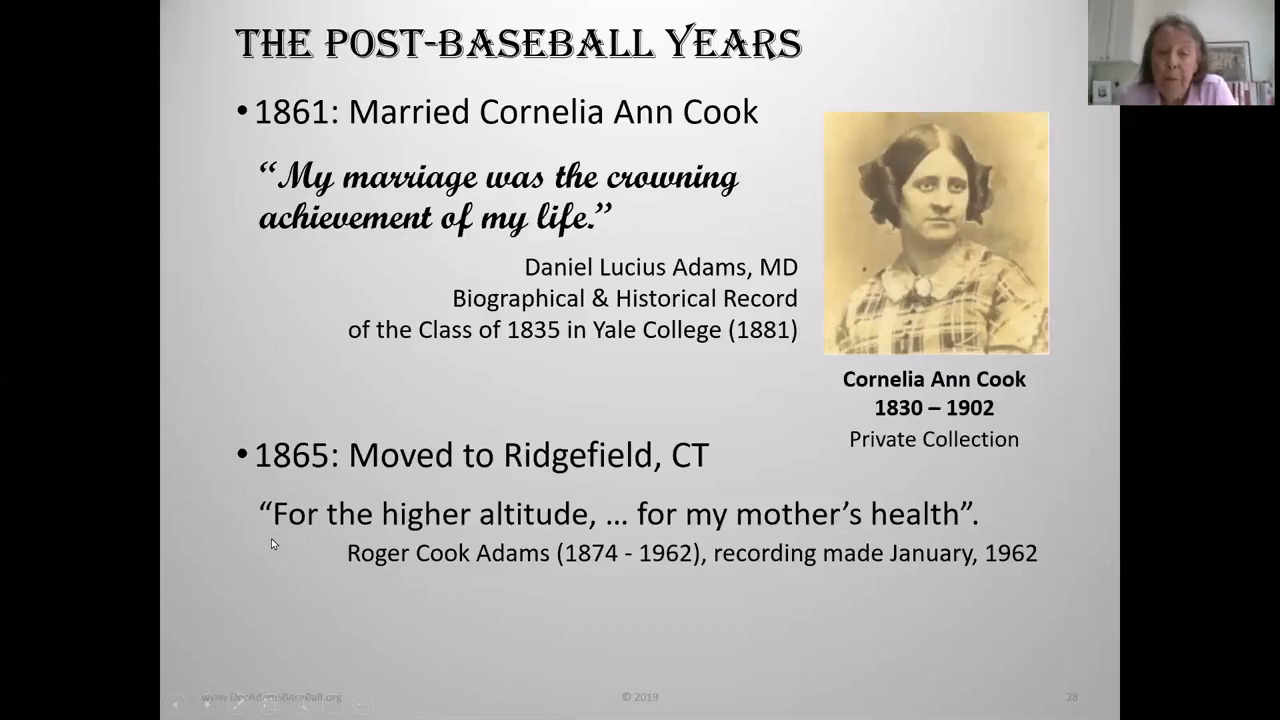 THE POST-BASEBALL YEARS
• 1861: Married Cornelia Ann Cook
“My marriage was the crowning
achievement of my life.”
Daniel Lucius Adams, MD
Biographical & Historical Record
of the Class of 1835 in Yale College (1881)
Cornelia Ann Cook
1830 – 1902
Private Collection
• 1865: Moved to Ridgefield, CT
“For the higher altitude, ... for my mother’s health”.
Roger Cook Adams (1874 - 1962), recording made January, 1962
www.DocAdamsBaseBall.org
© 2019
28